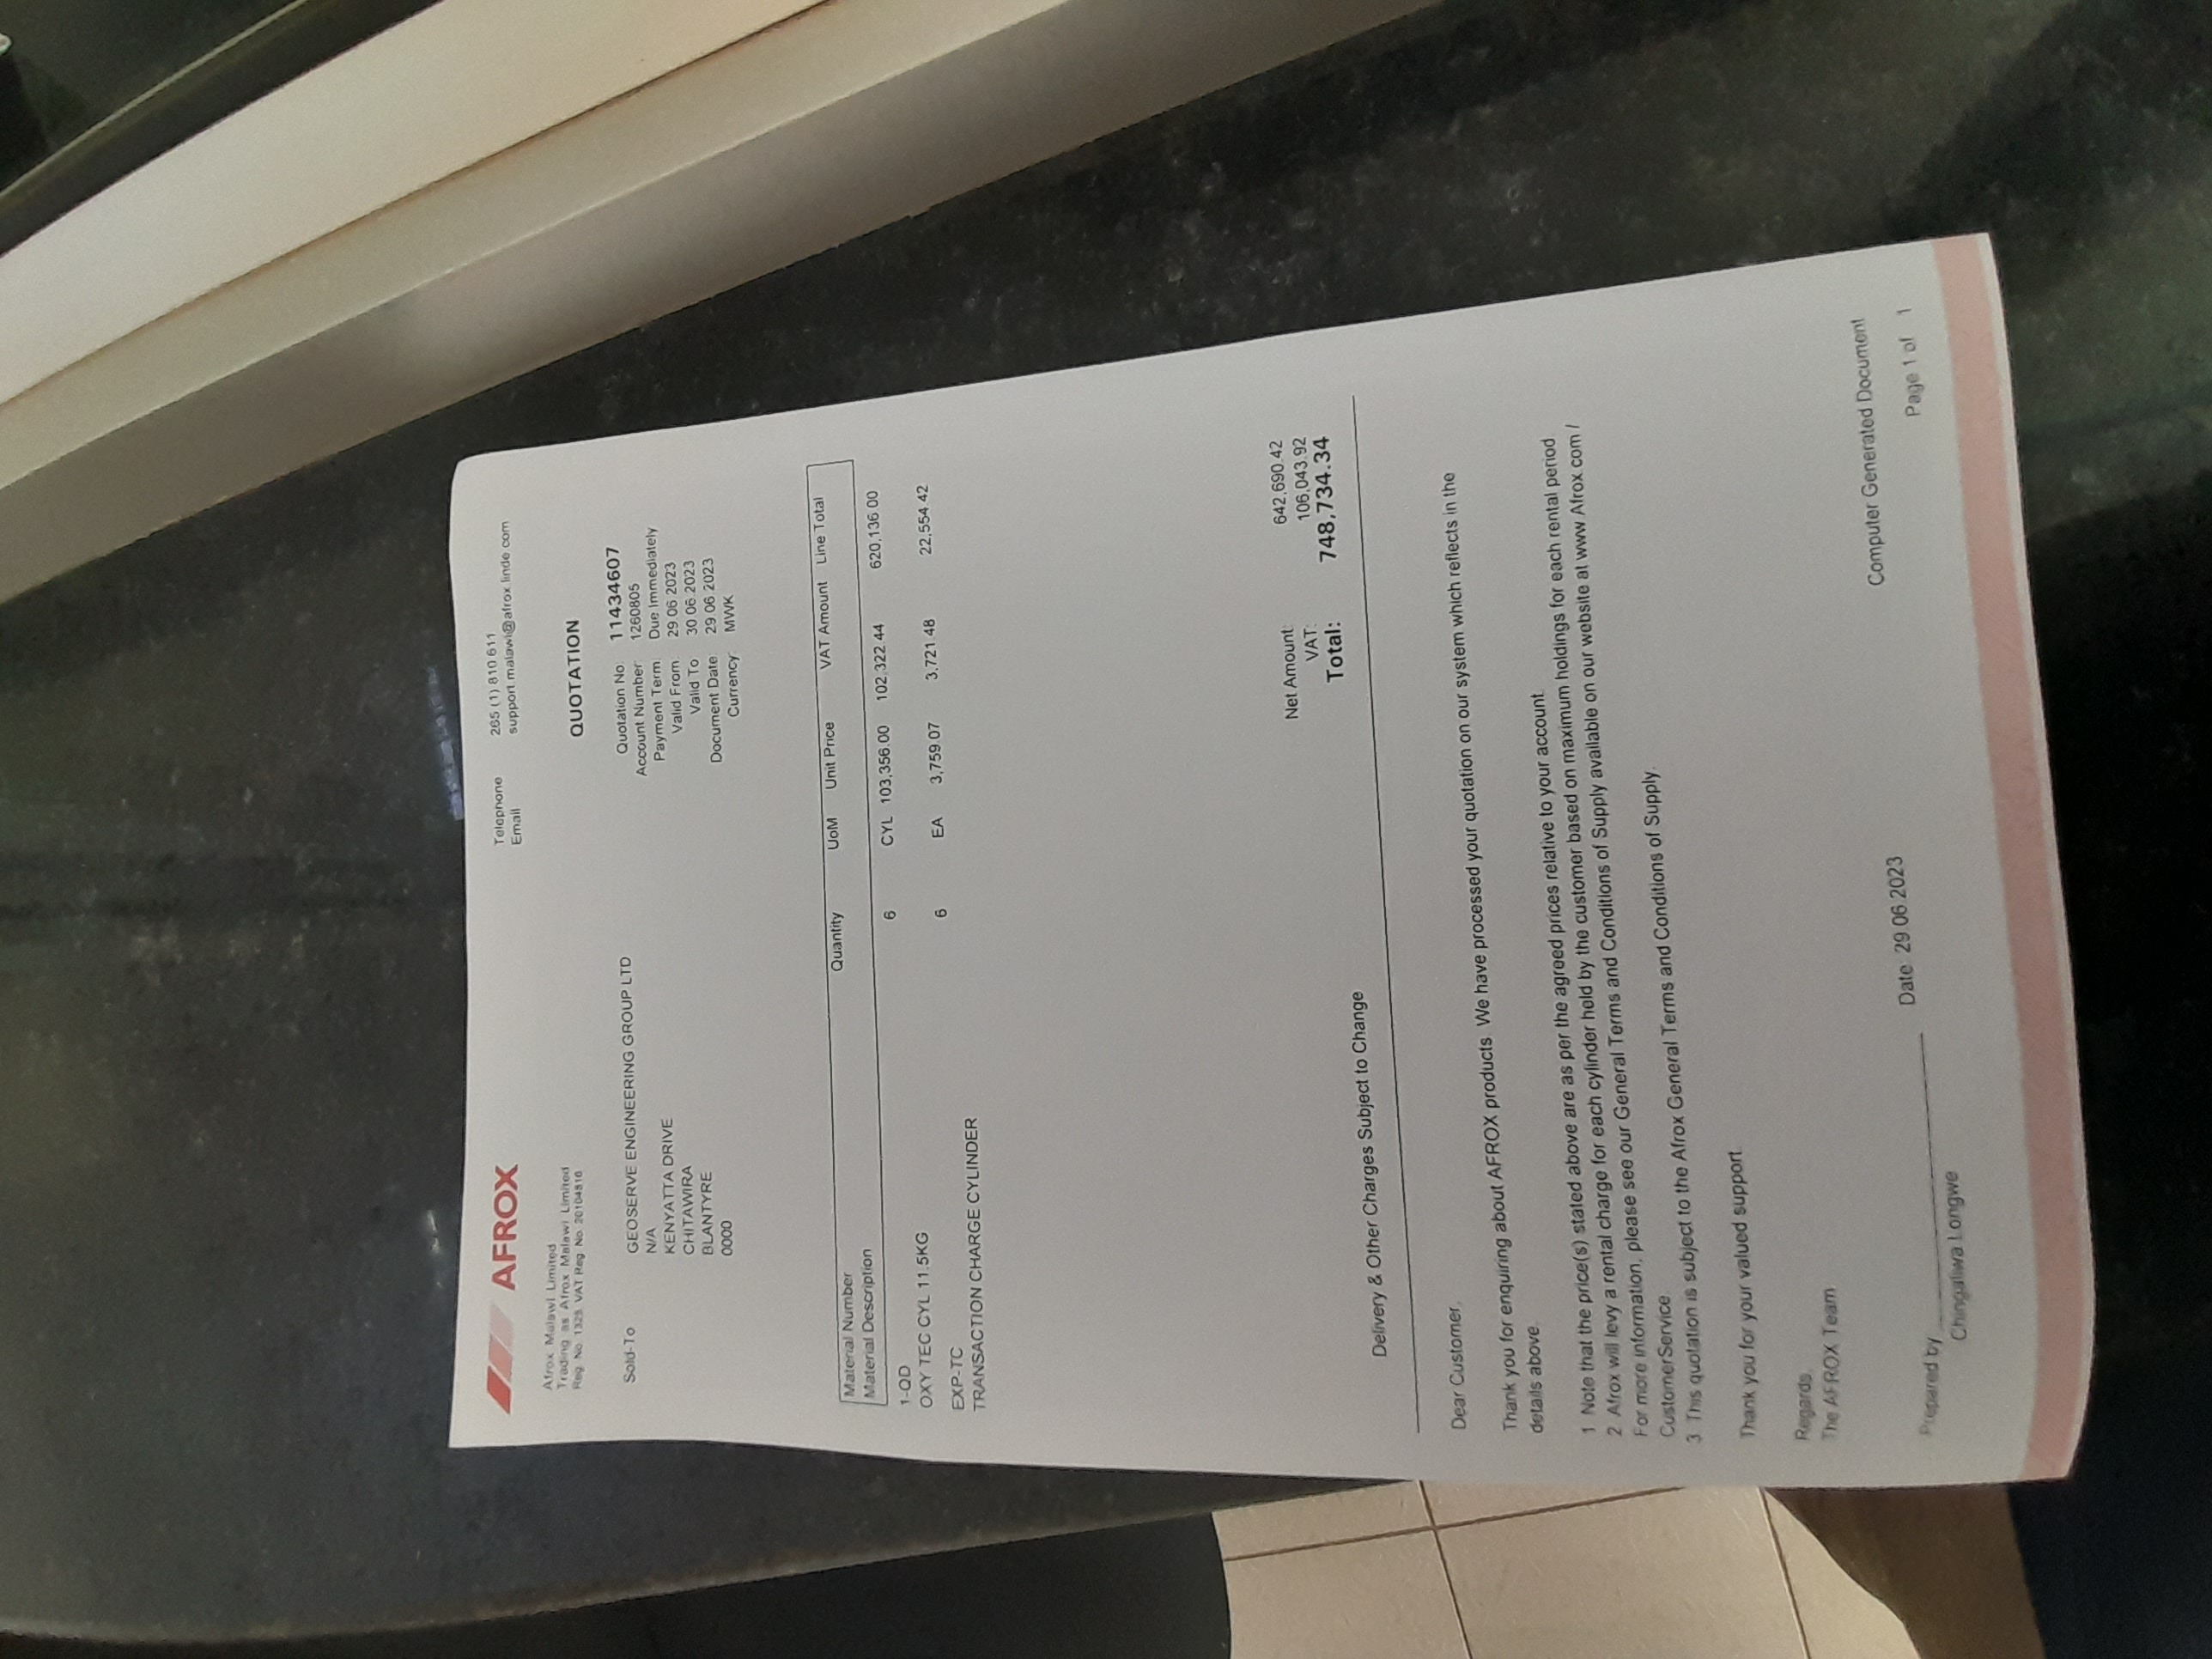 AFROX
Telephone 265 (1) 810 611
Email support.malawi@afrox.linde.com
Afrox Malawi Limited
Trading as Afrox Malawi Limited
Reg. No. 1323 VAT Reg No. 20104810
QUOTATION
Sold-To GEOSERVE ENGINEERING GROUP LTD
N/A
KENYATTA DRIVE
CHITAWIRA
BLANTYRE
0000
Quotation No: 11434607
Account Number: 1260805
Payment Term: Due Immediately
Valid From: 29.06.2023
Valid To: 30.06.2023
Document Date: 29.06.2023
Currency: MWK
Material Number Quantity UoM Unit Price VAT Amount Line Total
Material Description
1-QD 6 CYL 103,356.00 102,322.44 620,136.00
OXY TEC CYL 11.5KG
EXP-TC 6 EA 3,759.07 3,721.48 22,554.42
TRANSACTION CHARGE CYLINDER
Net Amount: 642,690.42
VAT: 106,043.92
Total: 748,734.34
Delivery & Other Charges Subject to Change
Dear Customer,
Thank you for enquiring about AFROX products. We have processed your quotation on our system which reflects in the
details above.
1. Note that the price(s) stated above are as per the agreed prices relative to your account.
2. Afrox will levy a rental charge for each cylinder held by the customer based on maximum holdings for each rental period.
For more information, please see our General Terms and Conditions of Supply available on our website at www.Afrox.com /
CustomerService.
3. This quotation is subject to the Afrox General Terms and Conditions of Supply.
Thank you for your valued support.
Regards,
The AFROX Team
Computer Generated Document
Prepared by Date: 29.06.2023
Chingaliwa Longwe
Page 1 of 1